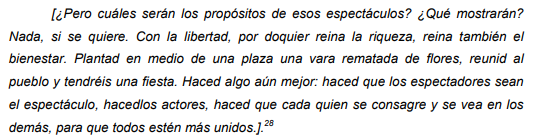 [¿Pero cuáles serán los propósitos de esos espectáculos? ¿Qué mostrarán?
Nada, si se quiere. Con la libertad, por doquier reina la riqueza, reina también el
bienestar. Plantad en medio de una plaza una vara rematada de flores, reunid al
pueblo y tendréis una fiesta. Haced algo aún mejor: haced que los espectadores sean
el espectáculo, hacedlos actores, haced que cada quien se consagre y se vea en los
demás, para que todos estén más unidos.].28